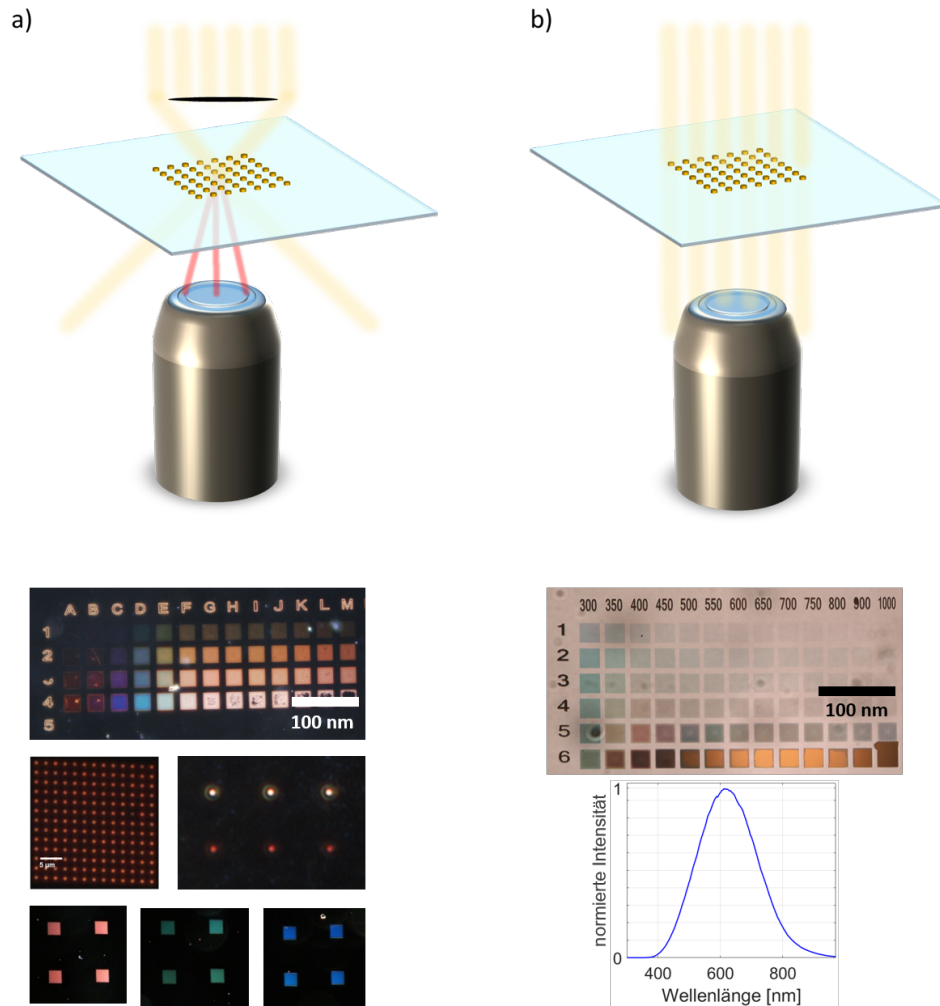 a)
b)
A B C D E F G H I J K L M
1
2
4
5
100 nm
5 µm
300 350 400 450 500 550 600 650 700 750 800 900 1000
1
2
3
4
5
6
100 nm
normierte Intensität
1
0
400 600 800
Wellenlänge [nm]